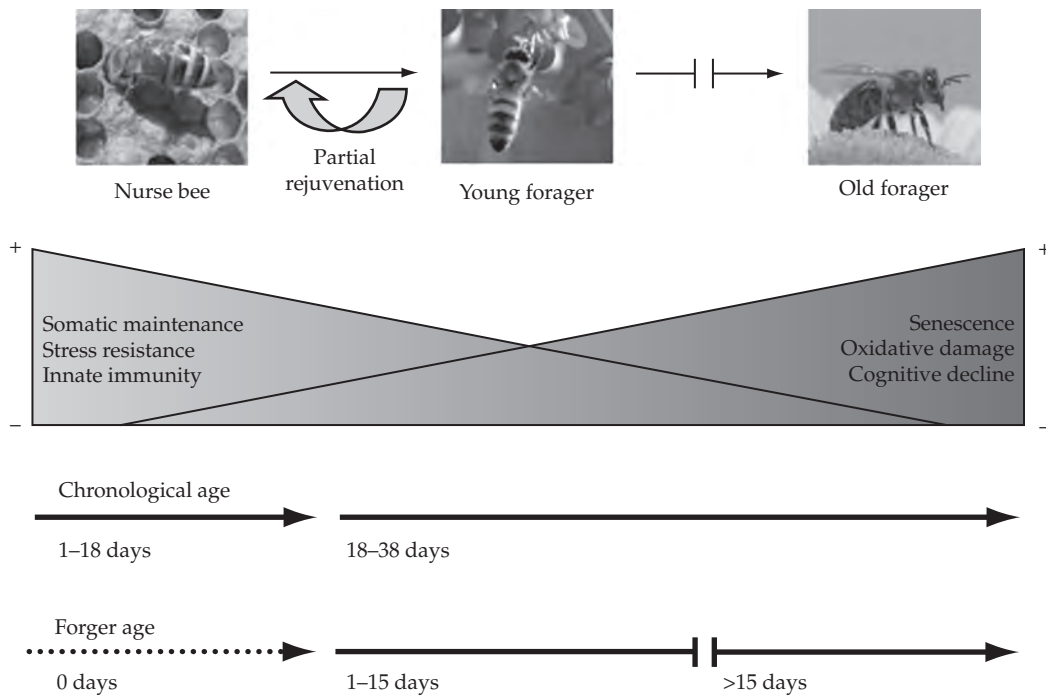 Partial
rejuvenation
Nurse bee
Young forager
Old forager
+
+
Somatic maintenance
Stress resistance
Innate immunity
Senescence
Oxidative damage
Cognitive decline
–
–
Chronological age
1–18 days
18–38 days
Forger age
0 days
1–15 days
>15 days